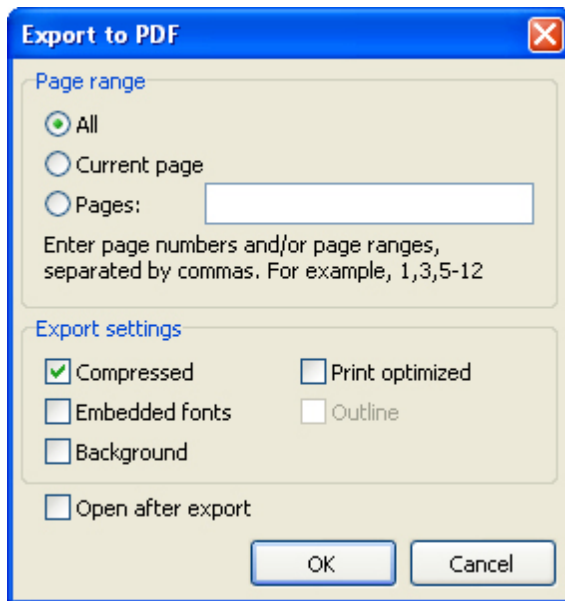 Export to PDF
Page range
All
Current page
Pages:
Enter page numbers and/or page ranges,
separated by commas. For example, 1,3,5-12
Export settings
Compressed
Print optimized
Embedded fonts
Outline
Background
Open after export
OK
Cancel